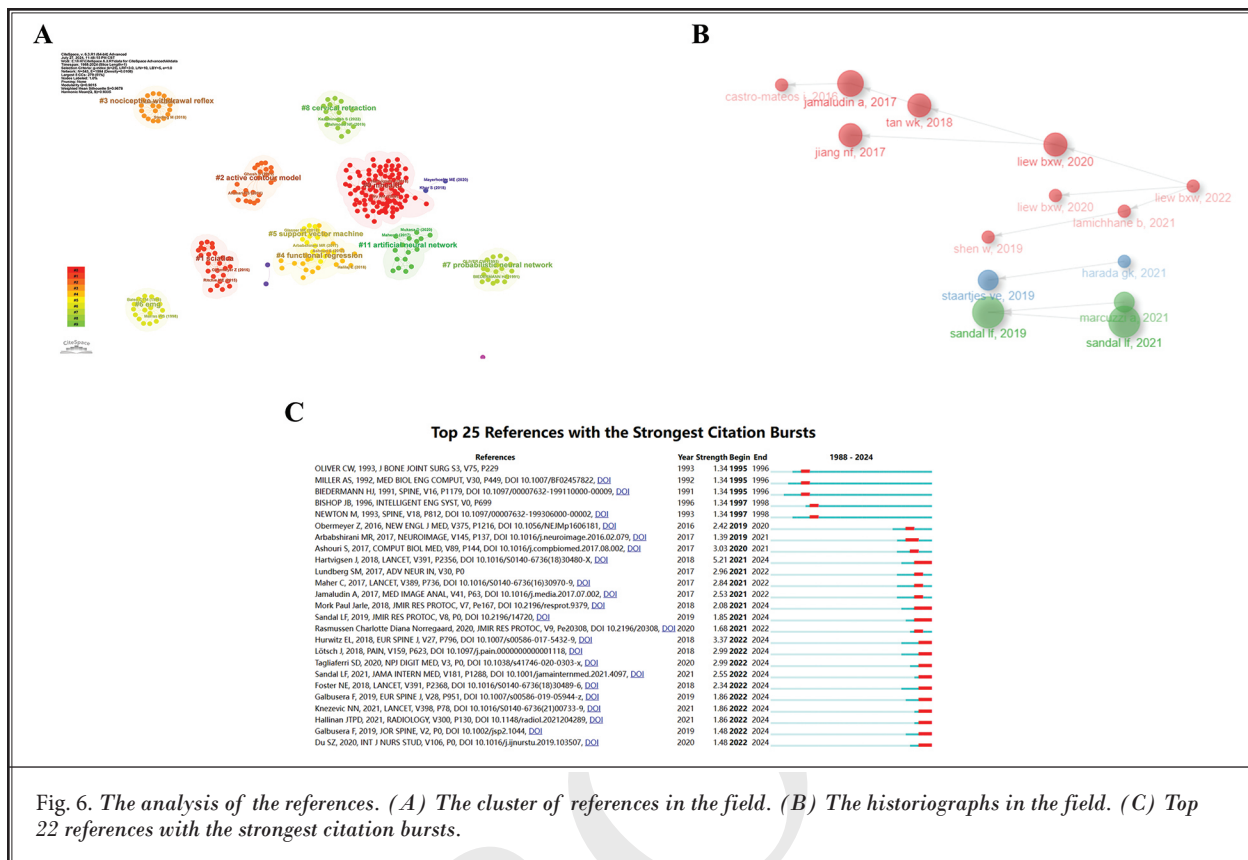 A
B
CiteSpace, v. 6.3.R1 (64-bit) Advanced
#3 nociceptive withdrawal reflex
#8 cervical retraction
#2 active contour model
#5 support vector machine
#4 functional regression
#11 artificial neural network
#7 probabilistic neural network
#1 sciatica
#6 emg
Mayerhoefer ME (2020)
CiteSpace
castro-mateos i, 2016
jamaludin a, 2017
tan wk, 2018
jiang nf, 2017
liew bxw, 2020
liew bxw, 2022
liew bxw, 2020
lamichhane b, 2021
shen w, 2019
harada gk, 2021
staartjes ve, 2019
marcuzzi a, 2021
sandal lf, 2019
sandal lf, 2021
C
Top 25 References with the Strongest Citation Bursts
References Year Strength Begin End 1988 - 2024
OLIVER CW, 1993, J BONE JOINT SURG S3, V75, P229 1993 1.34 1995 1996
MILLER AS, 1992, MED BIOL ENG COMPUT, V30, P449, DOI 10.1007/BF02457822, DOI 1992 1.34 1995 1996
BIEDERMANN HJ, 1991, SPINE, V16, P1179, DOI 10.1097/00007632-199110000-00009, DOI 1991 1.34 1995 1996
BISHOP JB, 1996, INTELLIGENT ENG SYST, V0, P699 1996 1.34 1997 1998
NEWTON M, 1993, SPINE, V18, P812, DOI 10.1097/00007632-199306000-00002, DOI 1993 1.34 1997 1998
Obermeyer Z, 2016, NEW ENGL J MED, V375, P1216, DOI 10.1056/NEJMp1606181, DOI 2016 2.42 2019 2020
Arbabshirani MR, 2017, NEUROIMAGE, V145, P137, DOI 10.1016/j.neuroimage.2016.02.079, DOI 2017 1.39 2019 2021
Ashouri S, 2017, COMPUT BIOL MED, V89, P144, DOI 10.1016/j.compbiomed.2017.08.002, DOI 2017 3.03 2020 2021
Hartvigsen J, 2018, LANCET, V391, P2356, DOI 10.1016/S0140-6736(18)30480-X, DOI 2018 5.21 2021 2024
Lundberg SM, 2017, ADV NEUR IN, V30, P0 2017 2.96 2021 2022
Maher C, 2017, LANCET, V389, P736, DOI 10.1016/S0140-6736(16)30970-9, DOI 2017 2.84 2021 2022
Jamaludin A, 2017, MED IMAGE ANAL, V41, P63, DOI 10.1016/j.media.2017.07.002, DOI 2017 2.53 2021 2022
Mork Paul Jarle, 2018, JMIR RES PROTOC, V7, Pe167, DOI 10.2196/resprot.9379, DOI 2018 2.08 2021 2024
Sandal LF, 2019, JMIR RES PROTOC, V8, P0, DOI 10.2196/14720, DOI 2019 1.85 2021 2024
Rasmussen Charlotte Diana Norregaard, 2020, JMIR RES PROTOC, V9, Pe20308, DOI 10.2196/20308, DOI 2020 1.68 2021 2022
Hurwitz EL, 2018, EUR SPINE J, V27, P796, DOI 10.1007/s00586-017-5432-9, DOI 2018 3.37 2022 2024
Lötsch J, 2018, PAIN, V159, P623, DOI 10.1097/j.pain.0000000000001118, DOI 2018 2.99 2022 2024
Tagliaferri SD, 2020, NPJ DIGIT MED, V3, P0, DOI 10.1038/s41746-020-0303-x, DOI 2020 2.99 2022 2024
Sandal LF, 2021, JAMA INTERN MED, V181, P1288, DOI 10.1001/jamainternmed.2021.4097, DOI 2021 2.55 2022 2024
Foster NE, 2018, LANCET, V391, P2368, DOI 10.1016/S0140-6736(18)30489-6, DOI 2018 2.34 2022 2024
Galbusera F, 2019, EUR SPINE J, V28, P951, DOI 10.1007/s00586-019-05944-z, DOI 2019 1.86 2022 2024
Knezevic NN, 2021, LANCET, V398, P78, DOI 10.1016/S0140-6736(21)00733-9, DOI 2021 1.86 2022 2024
Hallinan JTPD, 2021, RADIOLOGY, V300, P130, DOI 10.1148/radiol.2021204289, DOI 2021 1.86 2022 2024
Galbusera F, 2019, JOR SPINE, V2, P0, DOI 10.1002/jsp2.1044, DOI 2019 1.48 2022 2024
Du SZ, 2020, INT J NURS STUD, V106, P0, DOI 10.1016/j.ijnurstu.2019.103507, DOI 2020 1.48 2022 2024
Fig. 6. The analysis of the references. (A) The cluster of references in the field. (B) The historiographs in the field. (C) Top
22 references with the strongest citation bursts.